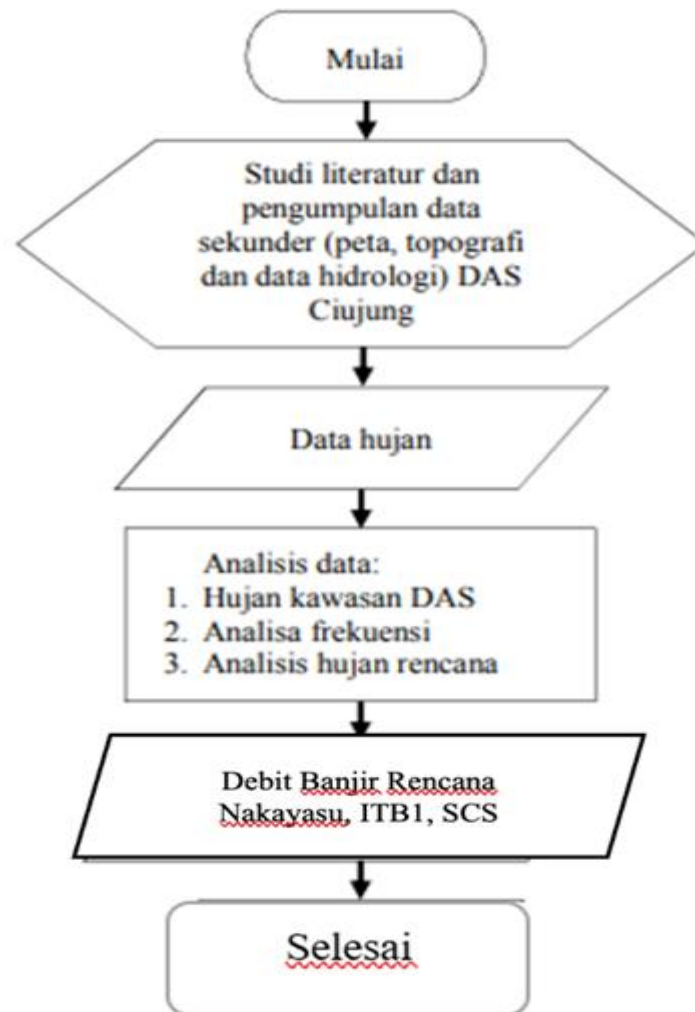 Mulai
Studi literatur dan
pengumpulan data
sekunder (peta, topografi
dan data hidrologi) DAS
Ciujung
Data hujan
Analisis data:
1. Hujan kawasan DAS
2. Analisa frekuensi
3. Analisis hujan rencana
Debit Banjir Rencana
Nakayasu, ITB1, SCS
Selesai